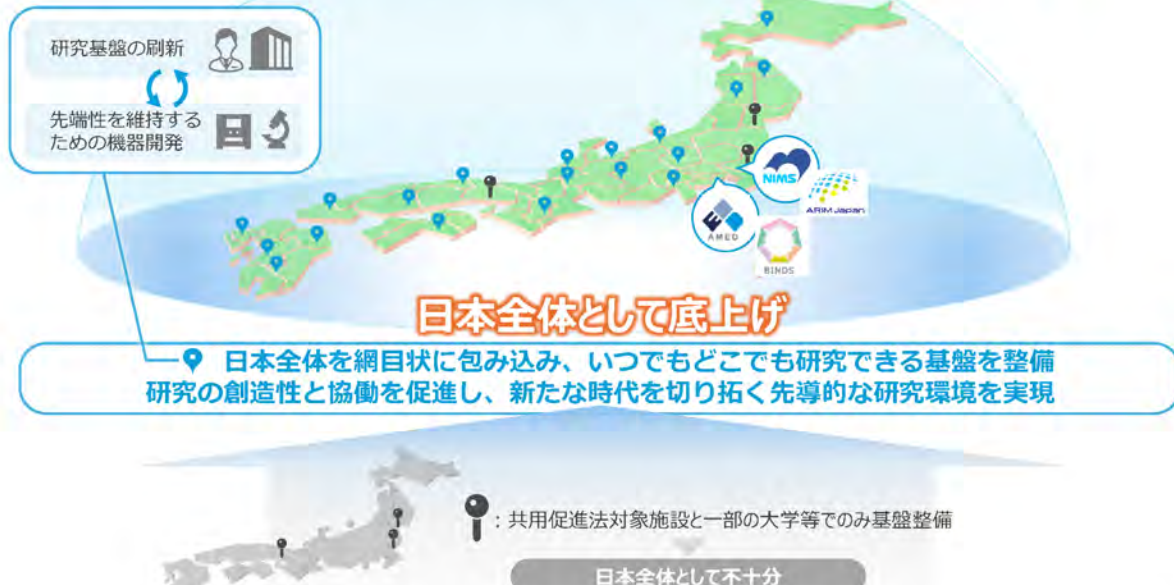 研究基盤の刷新
先端性を維持する
ための機器開発
NIMS
ARIM Japan
AMED
BINDS
日本全体として底上げ
日本全体を網目状に包み込み、いつでもどこでも研究できる基盤を整備
研究の創造性と協働を促進し、新たな時代を切り拓く先導的な研究環境を実現
：共用促進法対象施設と一部の大学等でのみ基盤整備
日本全体として不十分